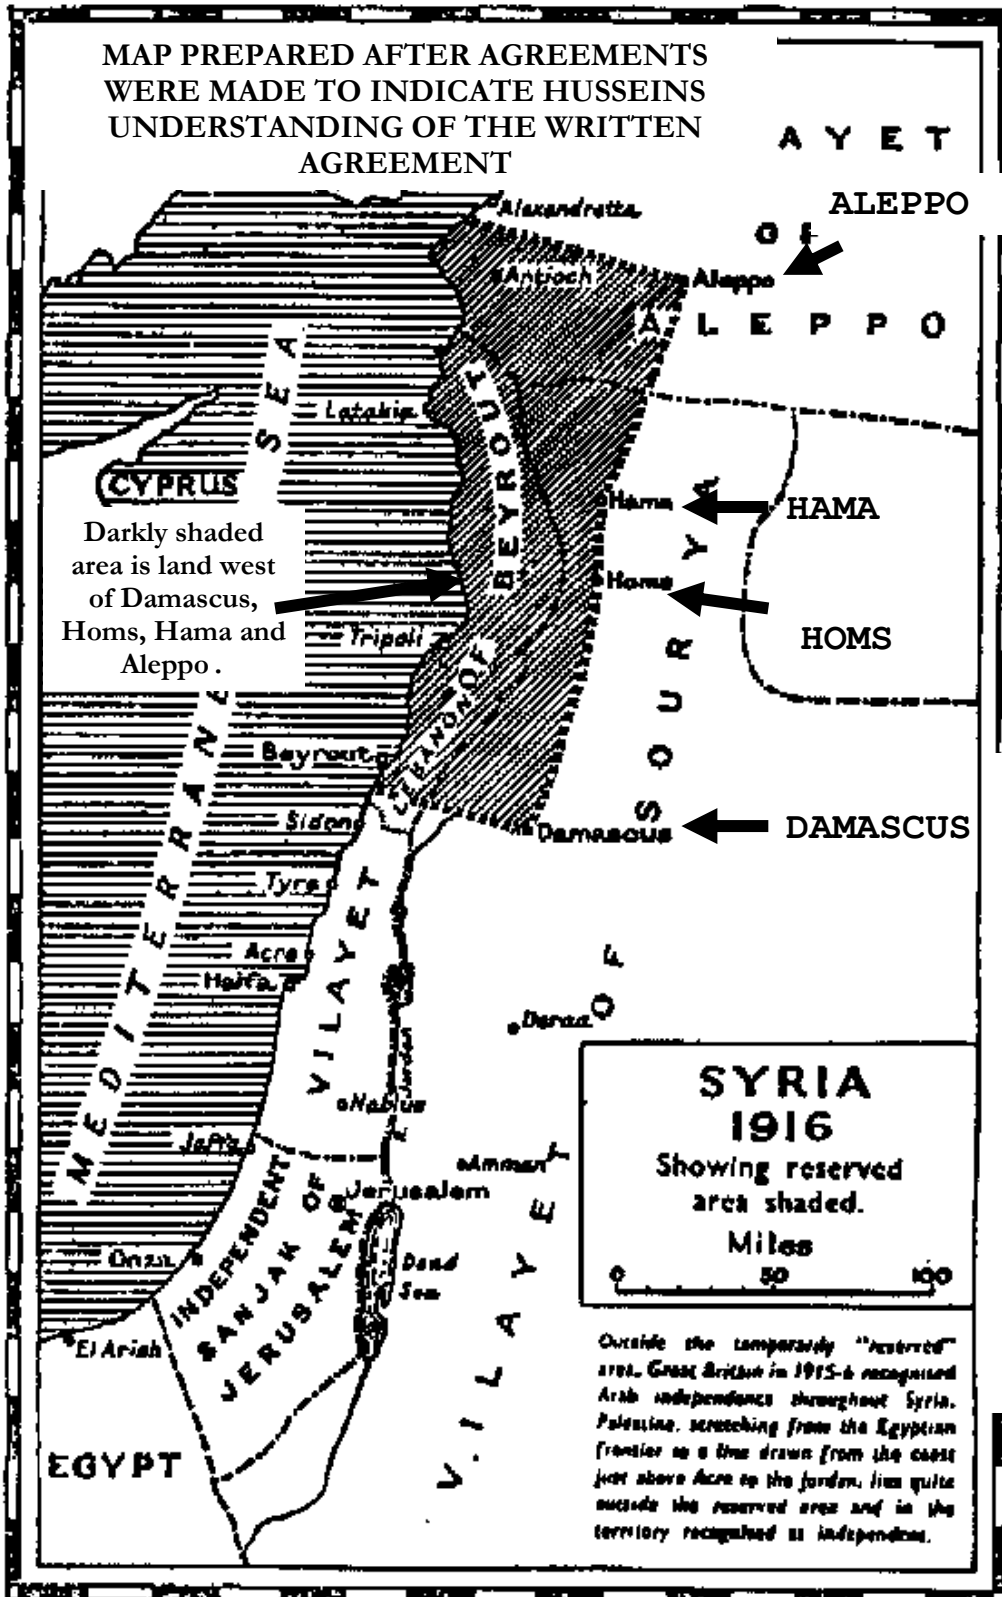 MAP PREPARED AFTER AGREEMENTS
WERE MADE TO INDICATE HUSSEINS
UNDERSTANDING OF THE WRITTEN
AGREEMENT
AYET
OF
ALEPPO
ALEPPO
Alexandretta
Antioch
Aleppo
BEYROUT
SEA
Latakia
CYPRUS
Hama
HAMA
Darkly shaded
area is land west
of Damascus,
Homs, Hama and
Aleppo .
Homs
HOMS
Tripoli
OF
LEBANON
SOURYA
MEDITERRANE
Beyrout
Sidon
Damascus
DAMASCUS
Tyre
VILAYET
Acre
Haifa
Jordan
Deraa
OF
Nablus
R.
Jaffa
Amman
Jerusalem
VILAYET
INDEPENDENT
SANJAK OF
JERUSALEM
Dead
Sea
Gaza
El Arish
EGYPT
SYRIA
1916
Showing reserved
area shaded.
Miles
0 50 100
Outside the temporarily "reserved"
area, Great Britain in 1915-6 recognised
Arab independence throughout Syria.
Palestine, stretching from the Egyptian
frontier to a line drawn from the coast
just above Acre to the Jordan, lies quite
outside the reserved area and in the
territory recognised as independent.